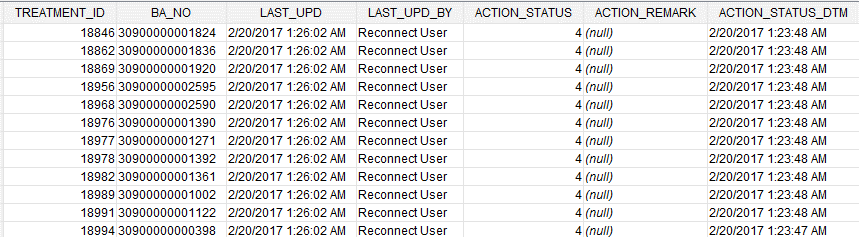 TREATMENT_ID BA_NO LAST_UPD LAST_UPD_BY ACTION_STATUS ACTION_REMARK ACTION_STATUS_DTM
18846 30900000001824 2/20/2017 1:26:02 AM Reconnect User 4 (null) 2/20/2017 1:23:48 AM
18862 30900000001836 2/20/2017 1:26:02 AM Reconnect User 4 (null) 2/20/2017 1:23:48 AM
18869 30900000001920 2/20/2017 1:26:02 AM Reconnect User 4 (null) 2/20/2017 1:23:48 AM
18956 30900000002595 2/20/2017 1:26:02 AM Reconnect User 4 (null) 2/20/2017 1:23:48 AM
18968 30900000002590 2/20/2017 1:26:02 AM Reconnect User 4 (null) 2/20/2017 1:23:48 AM
18976 30900000001390 2/20/2017 1:26:02 AM Reconnect User 4 (null) 2/20/2017 1:23:48 AM
18977 30900000001271 2/20/2017 1:26:02 AM Reconnect User 4 (null) 2/20/2017 1:23:48 AM
18978 30900000001392 2/20/2017 1:26:02 AM Reconnect User 4 (null) 2/20/2017 1:23:48 AM
18982 30900000001361 2/20/2017 1:26:02 AM Reconnect User 4 (null) 2/20/2017 1:23:48 AM
18989 30900000001002 2/20/2017 1:26:02 AM Reconnect User 4 (null) 2/20/2017 1:23:48 AM
18991 30900000001122 2/20/2017 1:26:02 AM Reconnect User 4 (null) 2/20/2017 1:23:48 AM
18994 30900000000398 2/20/2017 1:26:02 AM Reconnect User 4 (null) 2/20/2017 1:23:47 AM